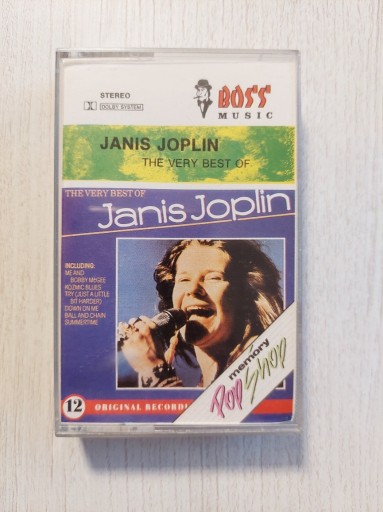 STEREO
DOLBY SYSTEM
BOSS
MUSIC
JANIS JOPLIN
THE VERY BEST OF
THE VERY BEST OF
Janis Joplin
INCLUDING:
ME AND
BOBBY McGEE
KOZMIC BLUES
TRY (JUST A LITTLE
BIT HARDER)
DOWN ON ME
BALL AND CHAIN
SUMMERTIME
memory
Pop Shop
12 ORIGINAL RECORDI